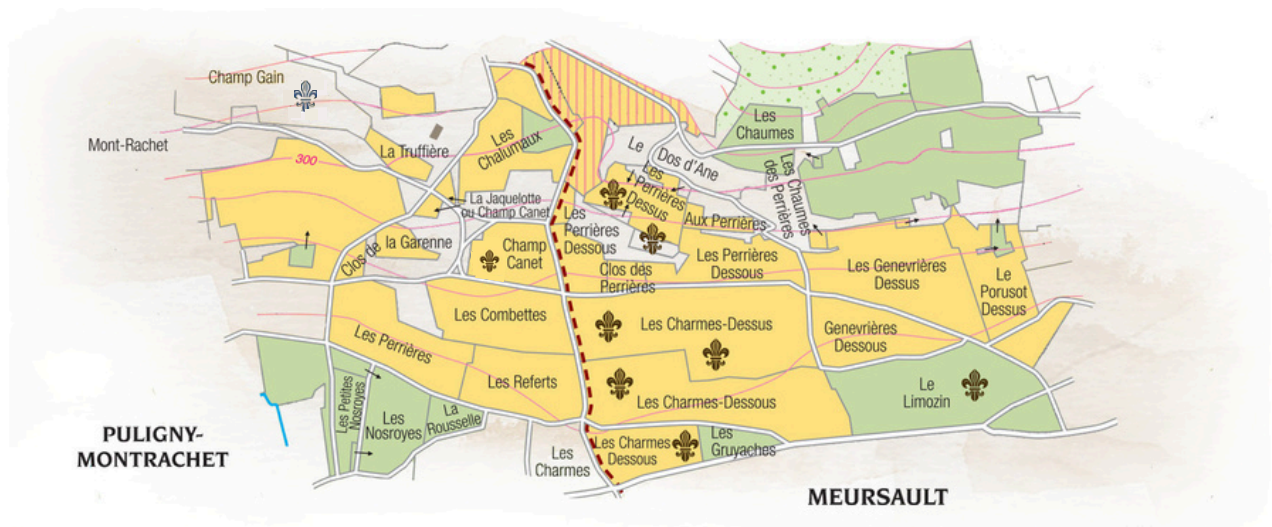 Champ Gain
Mont-Rachet
300
La Truffière
Les
Chalumaux
La Jaquelotte
ou Champ Canet
Clos de
la Garenne
Champ
Canet
Les Combettes
Les Perrières
Les Referts
Les Petites
Nosroyes
Les
Nosroyes
La
Rousselle
Les
Charmes
PULIGNY-
MONTRACHET
Le
Dos d'Ane
Les
Chaumes
Les Chaumes
des Perrières
Les
Perrières
Dessus
Aux Perrières
Les
Perrières
Dessous
Clos des
Perrières
Les Perrières
Dessous
Les Genevrières
Dessus
Le
Porusot
Dessus
Les Charmes-Dessus
Genevrières
Dessous
Les Charmes-Dessous
Le
Limozin
Les Charmes
Dessous
Les
Gruyaches
MEURSAULT